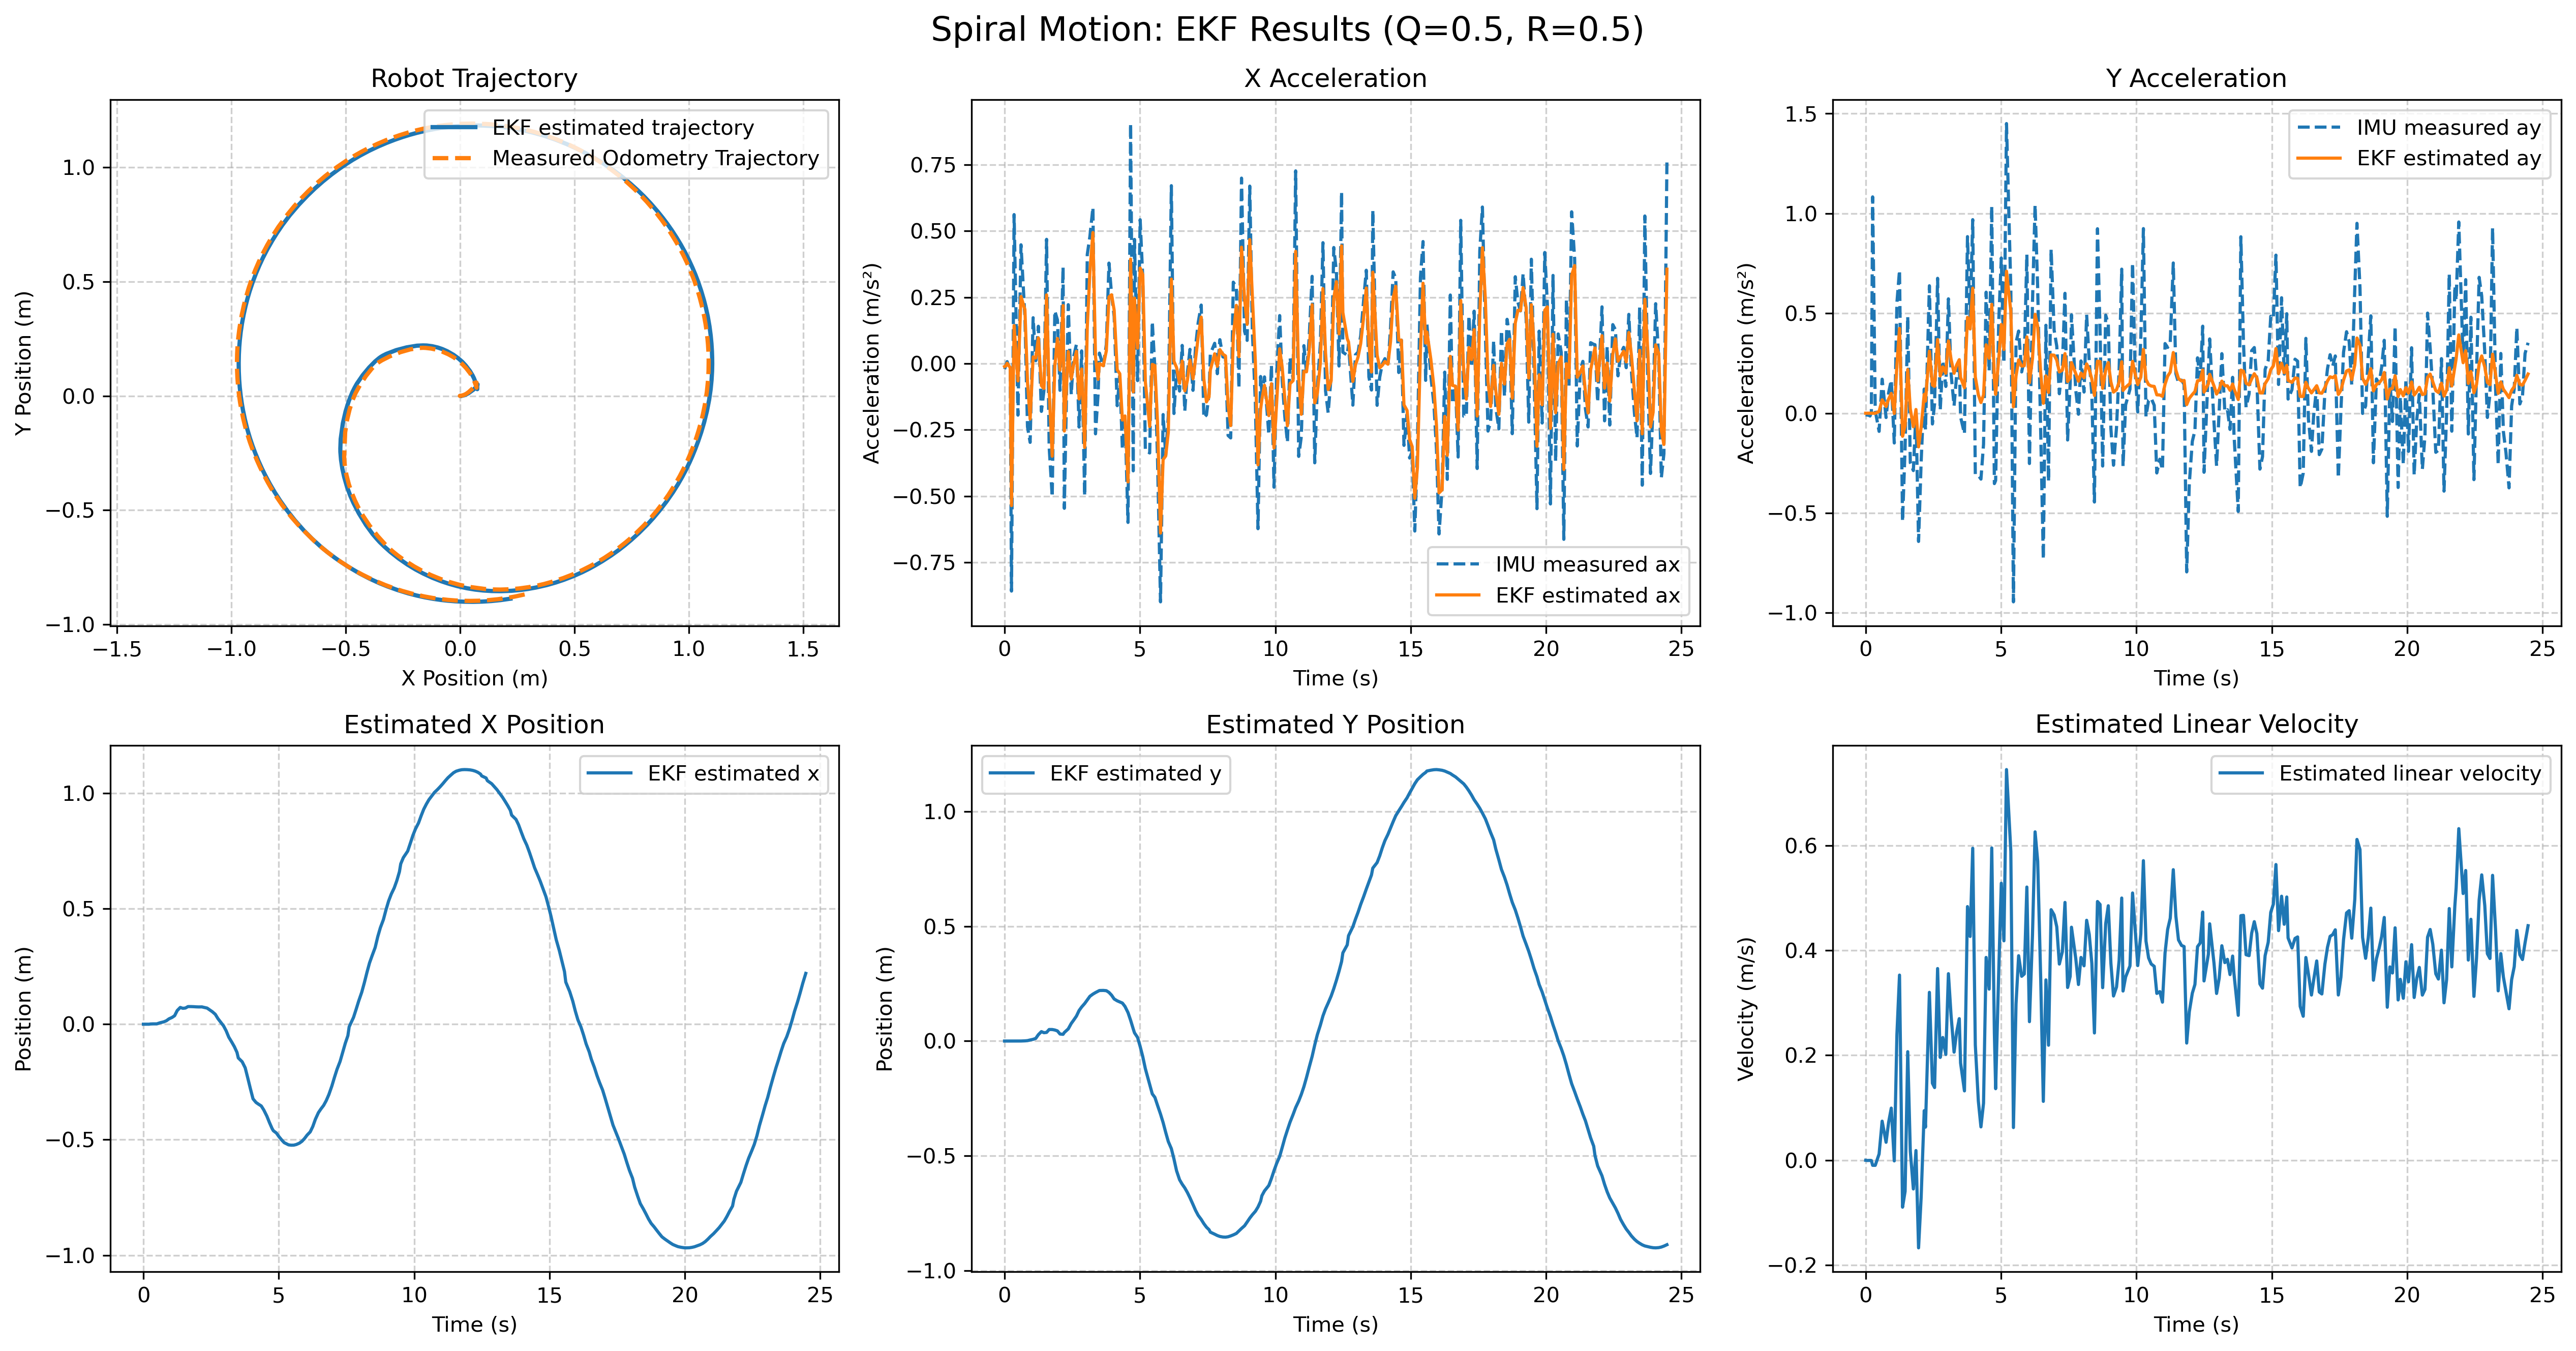 Spiral Motion: EKF Results (Q=0.5, R=0.5)
Robot Trajectory
EKF estimated trajectory
Measured Odometry Trajectory
1.0
0.5
0.0
−0.5
−1.0
Y Position (m)
−1.5 −1.0 −0.5 0.0 0.5 1.0 1.5
X Position (m)
X Acceleration
0.75
0.50
0.25
0.00
−0.25
−0.50
−0.75
Acceleration (m/s²)
IMU measured ax
EKF estimated ax
0 5 10 15 20 25
Time (s)
Y Acceleration
IMU measured ay
EKF estimated ay
1.5
1.0
0.5
0.0
−0.5
−1.0
Acceleration (m/s²)
0 5 10 15 20 25
Time (s)
Estimated X Position
EKF estimated x
1.0
0.5
0.0
−0.5
−1.0
Position (m)
0 5 10 15 20 25
Time (s)
Estimated Y Position
EKF estimated y
1.0
0.5
0.0
−0.5
−1.0
Position (m)
0 5 10 15 20 25
Time (s)
Estimated Linear Velocity
Estimated linear velocity
0.6
0.4
0.2
0.0
−0.2
Velocity (m/s)
0 5 10 15 20 25
Time (s)